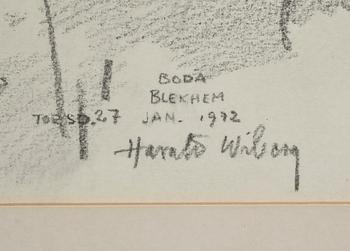 BODA
BLEKHEM
TORSD. 27 JAN. 1972
Harald Wiberg